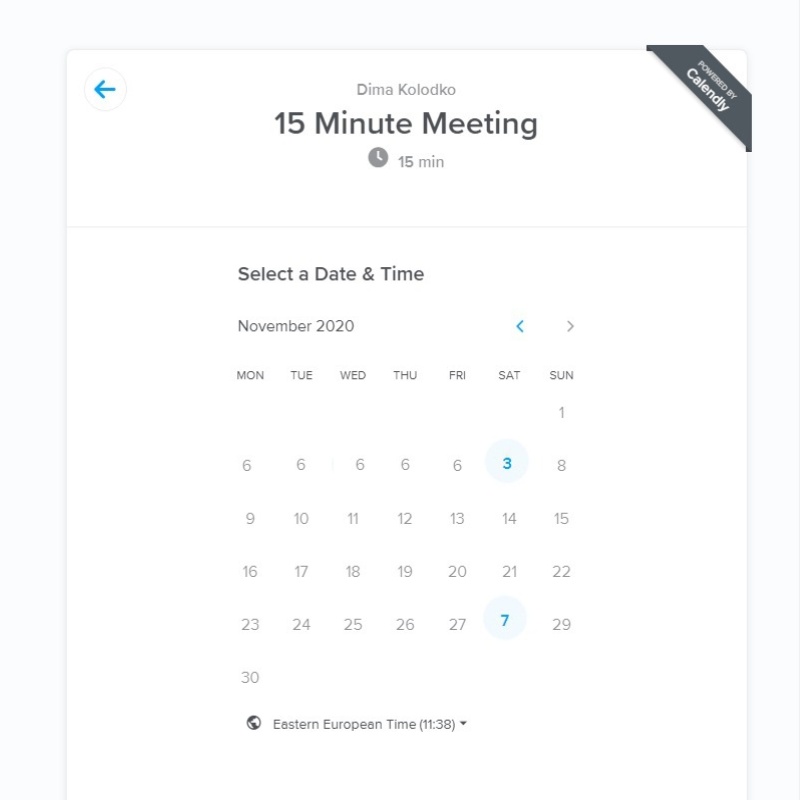 POWERED BY
Calendly
Dima Kolodko
15 Minute Meeting
15 min
Select a Date & Time
November 2020
MON TUE WED THU FRI SAT SUN
1
6 6 6 6 6 3 8
9 10 11 12 13 14 15
16 17 18 19 20 21 22
23 24 25 26 27 7 29
30
Eastern European Time (11:38)